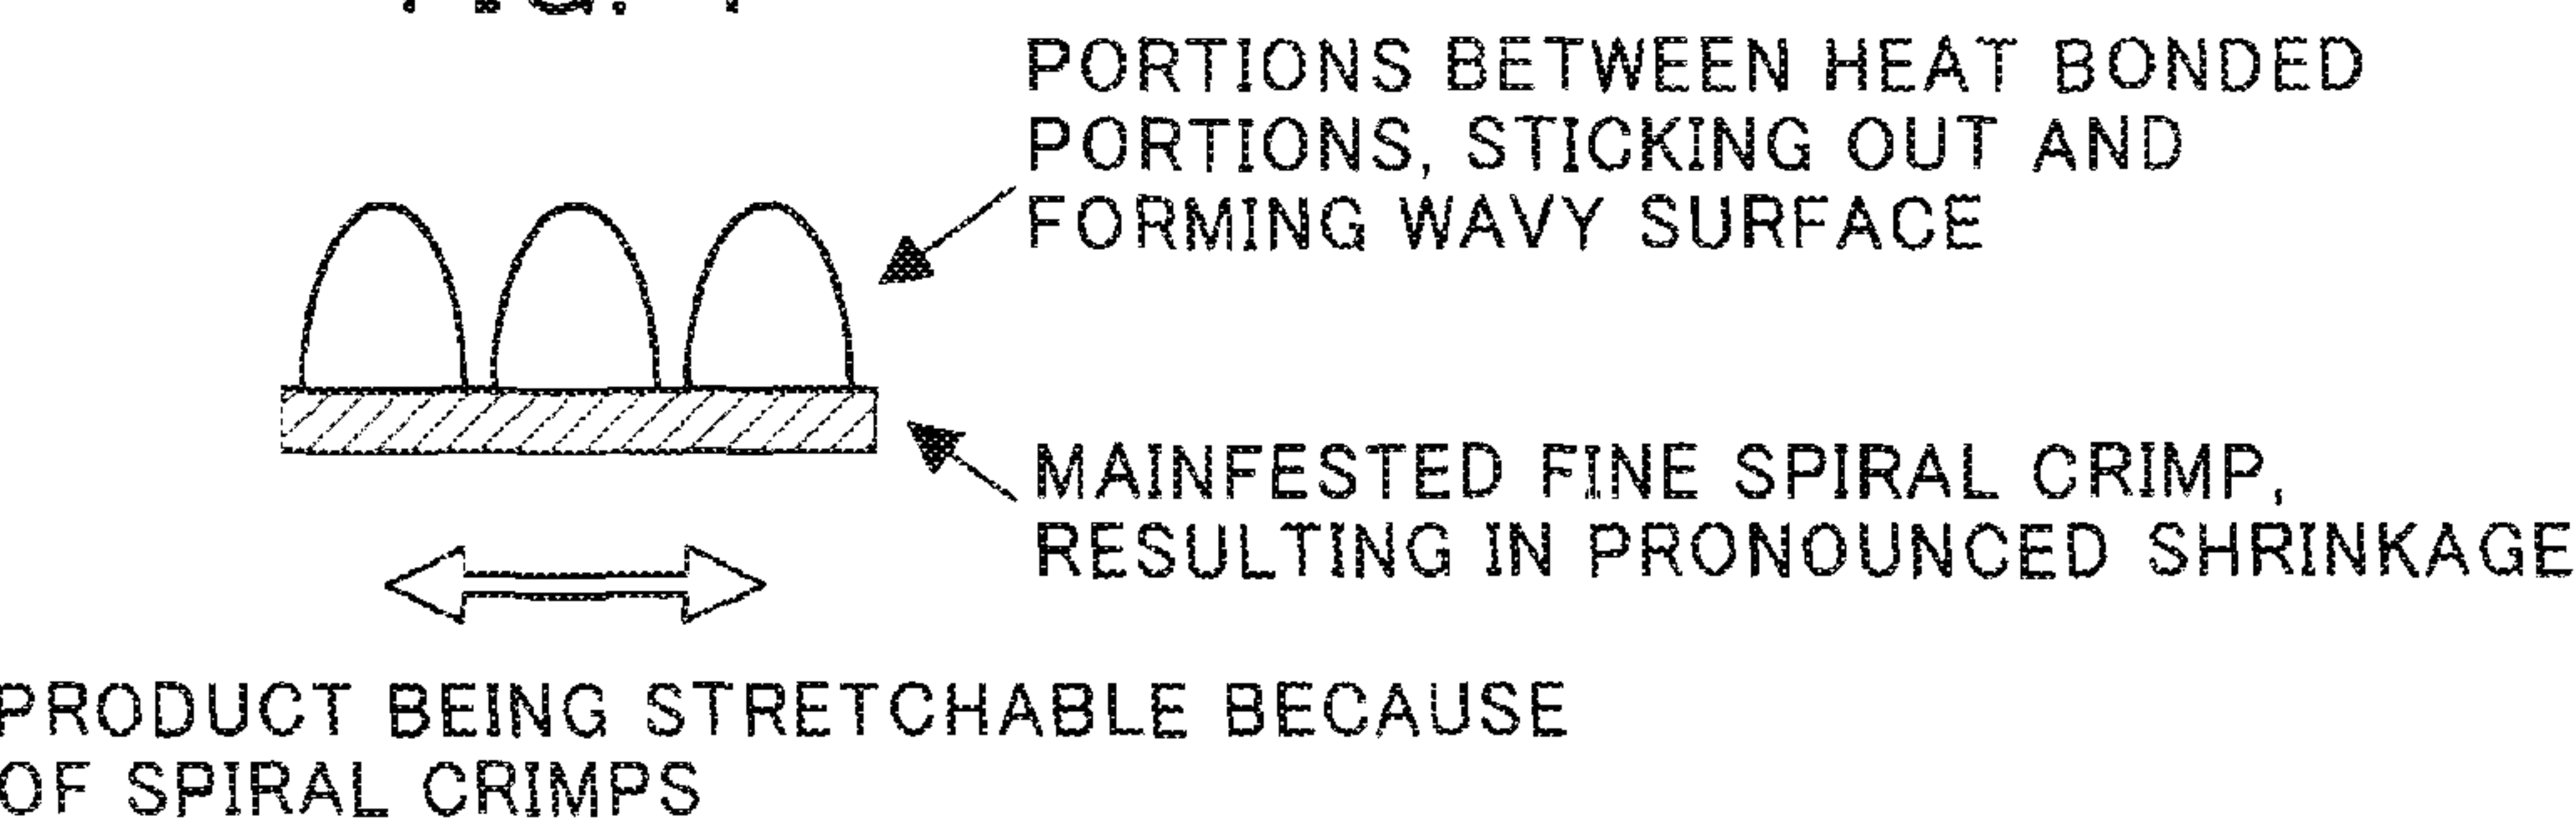 PORTIONS BETWEEN HEAT BONDED
PORTIONS, STICKING OUT AND
FORMING WAVY SURFACE
MAINFESTED FINE SPIRAL CRIMP,
RESULTING IN PRONOUNCED SHRINKAGE
PRODUCT BEING STRETCHABLE BECAUSE
OF SPIRAL CRIMPS